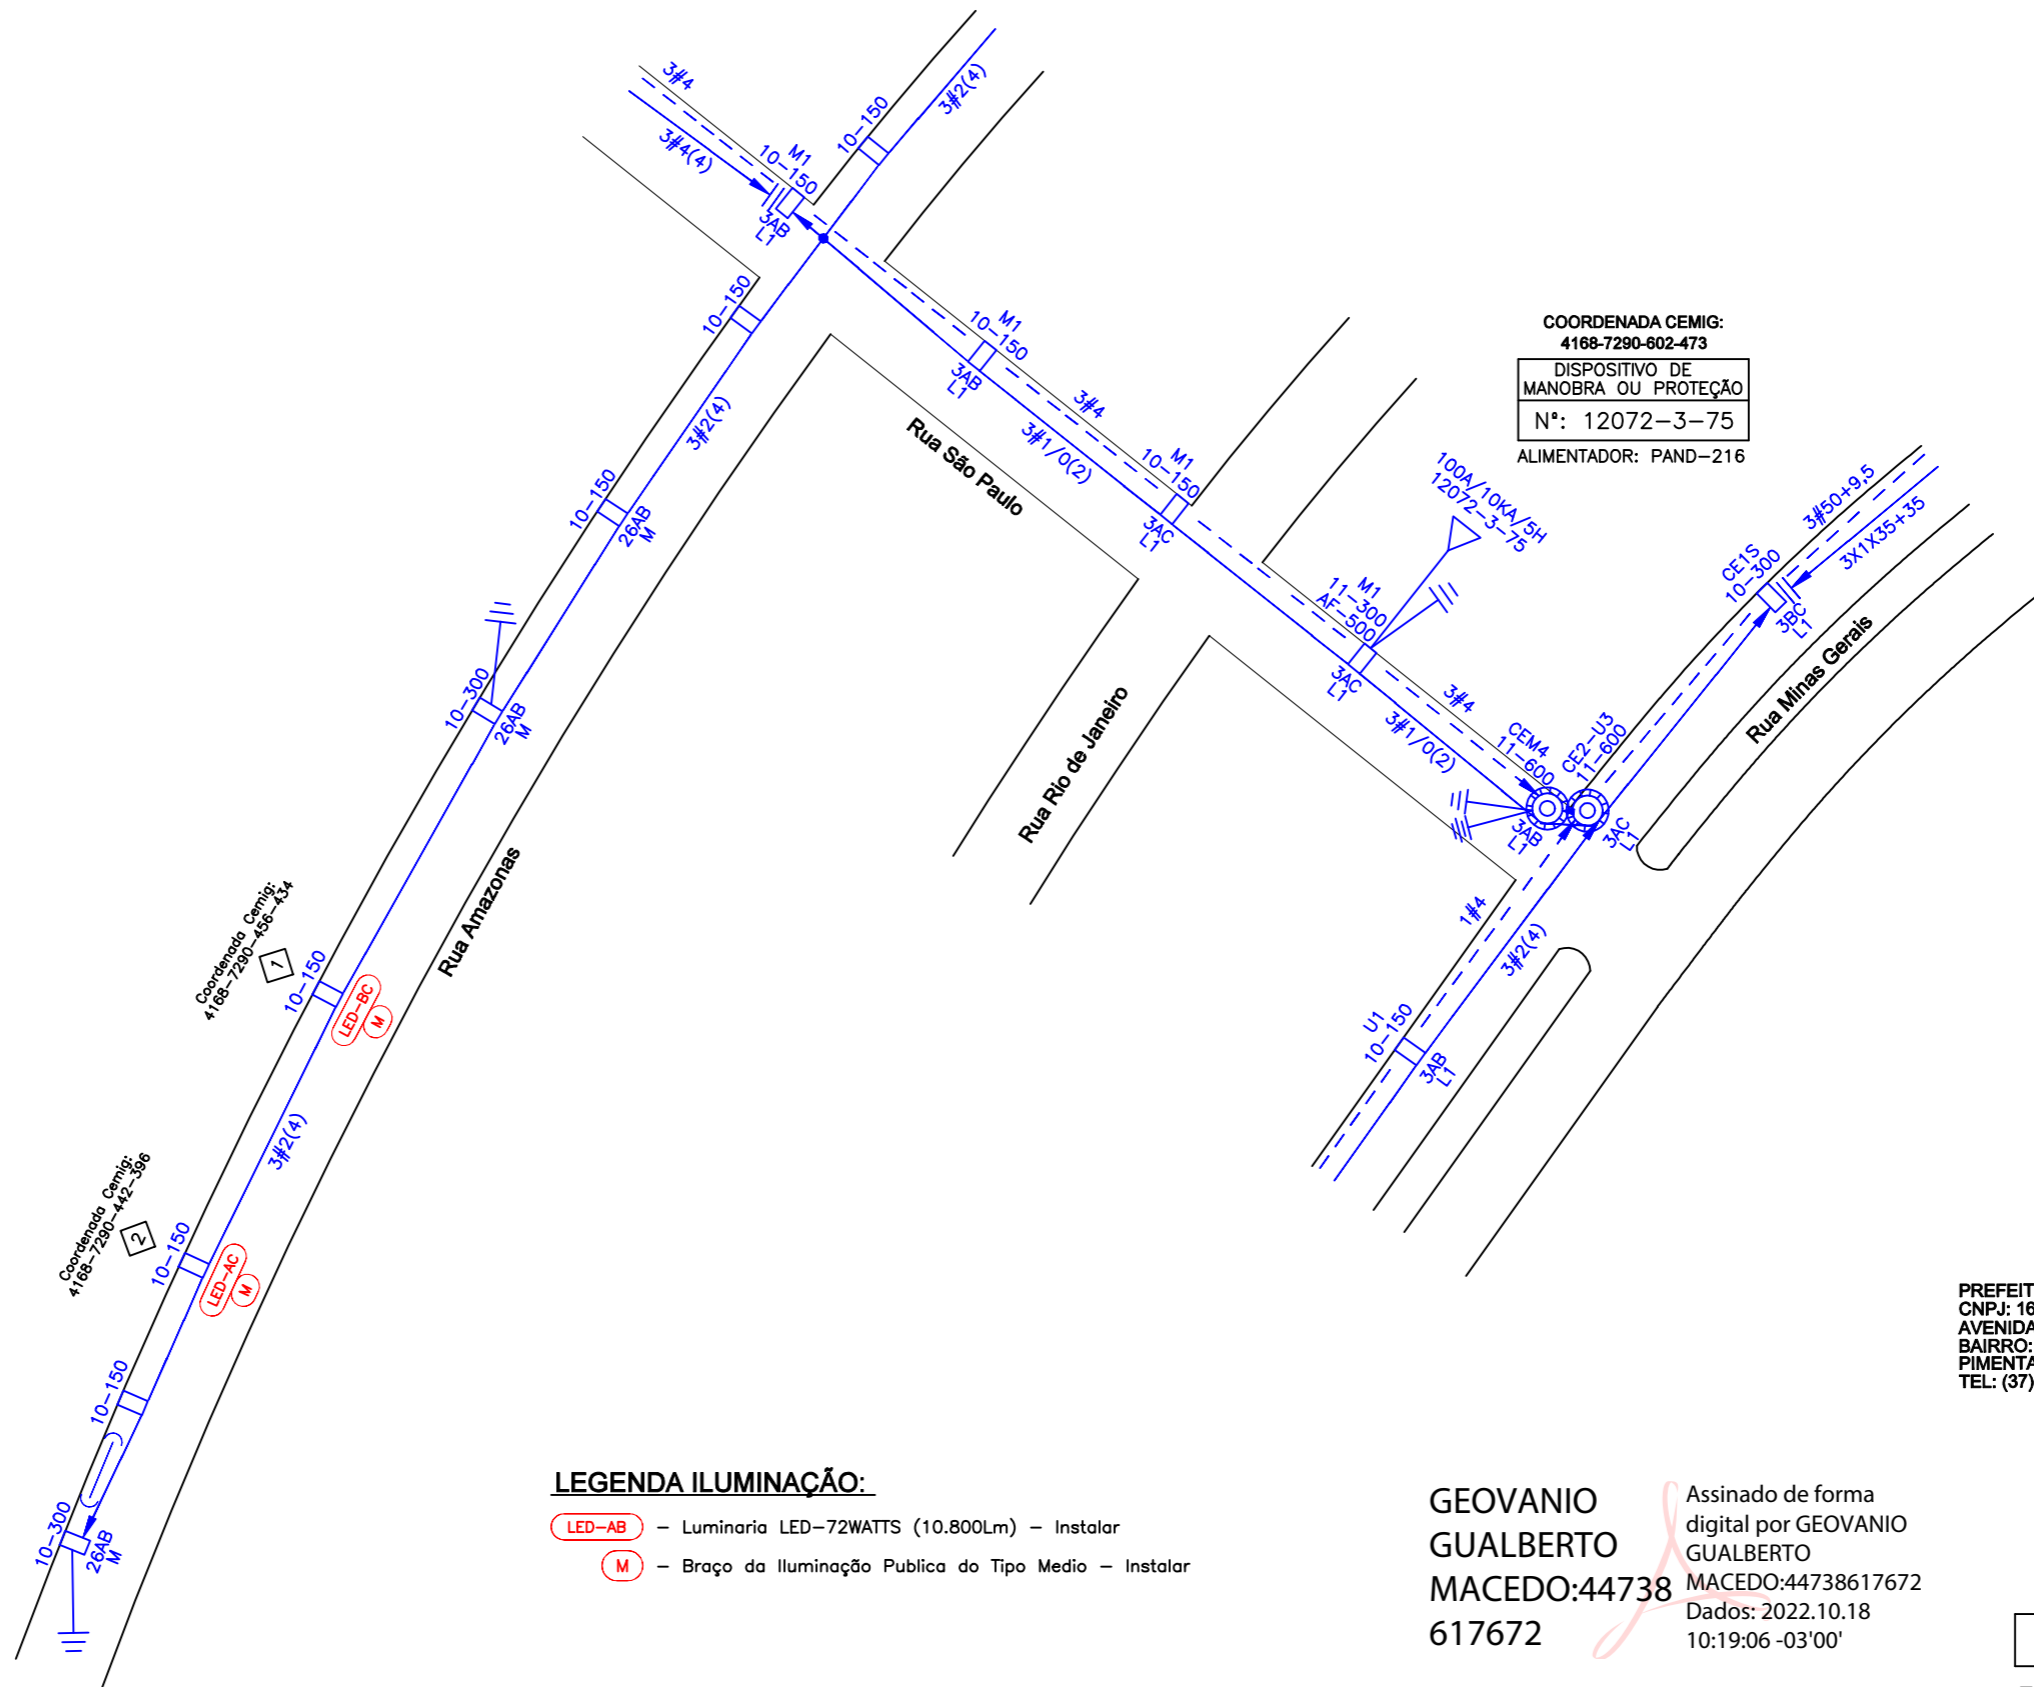 3#4
3#4(4)
M1
10-150
3AB
L1
10-150
3#2(4)
10-150
3#2(4)
M1
10-150
3AB
L1
3#4
3#1/0(2)
Rua São Paulo
M1
10-150
3AC
L1
COORDENADA CEMIG:
4168-7290-602-473
DISPOSITIVO DE
MANOBRA OU PROTEÇÃO
Nº: 12072-3-75
ALIMENTADOR: PAND-216
100A/10KA/5H
12072-3-75
M1
11-300
AF-500
3AC
L1
3#4
3#1/0(2)
CEM4
11-600
3AB
L1
CE2-U3
11-600
3AC
L1
3#50+9,5
3X1X35+35
CE1S
10-300
3BC
L1
Rua Minas Gerais
Rua Rio de Janeiro
1#4
3#2(4)
U1
10-150
3AB
L1
10-150
26AB
M
10-300
26AB
M
Rua Amazonas
Coordenada Cemig:
4168-7290-456-434
1
10-150
LED-BC
M
3#2(4)
Coordenada Cemig:
4168-7290-442-396
2
10-150
LED-AC
M
10-150
10-300
26AB
M
LEGENDA ILUMINAÇÃO:
LED-AB - Luminaria LED-72WATTS (10.800Lm) - Instalar
M - Braço da Iluminação Publica do Tipo Medio - Instalar
GEOVANIO
GUALBERTO
MACEDO:44738
617672
Assinado de forma
digital por GEOVANIO
GUALBERTO
MACEDO:44738617672
Dados: 2022.10.18
10:19:06 -03'00'
PREFEIT
CNPJ: 16
AVENIDA
BAIRRO:
PIMENTA
TEL: (37)